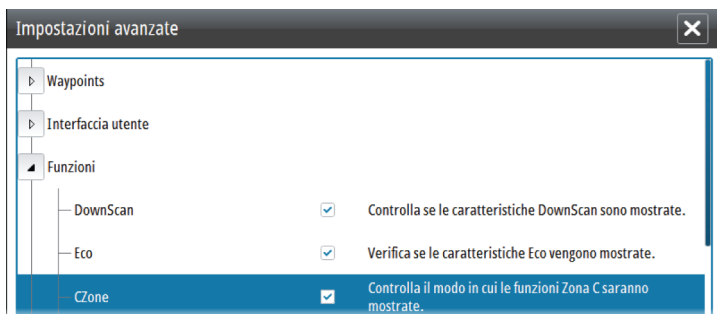 Impostazioni avanzate
Waypoints
Interfaccia utente
Funzioni
DownScan Controlla se le caratteristiche DownScan sono mostrate.
Eco Verifica se le caratteristiche Eco vengono mostrate.
CZone Controlla il modo in cui le funzioni Zona C saranno
mostrate.